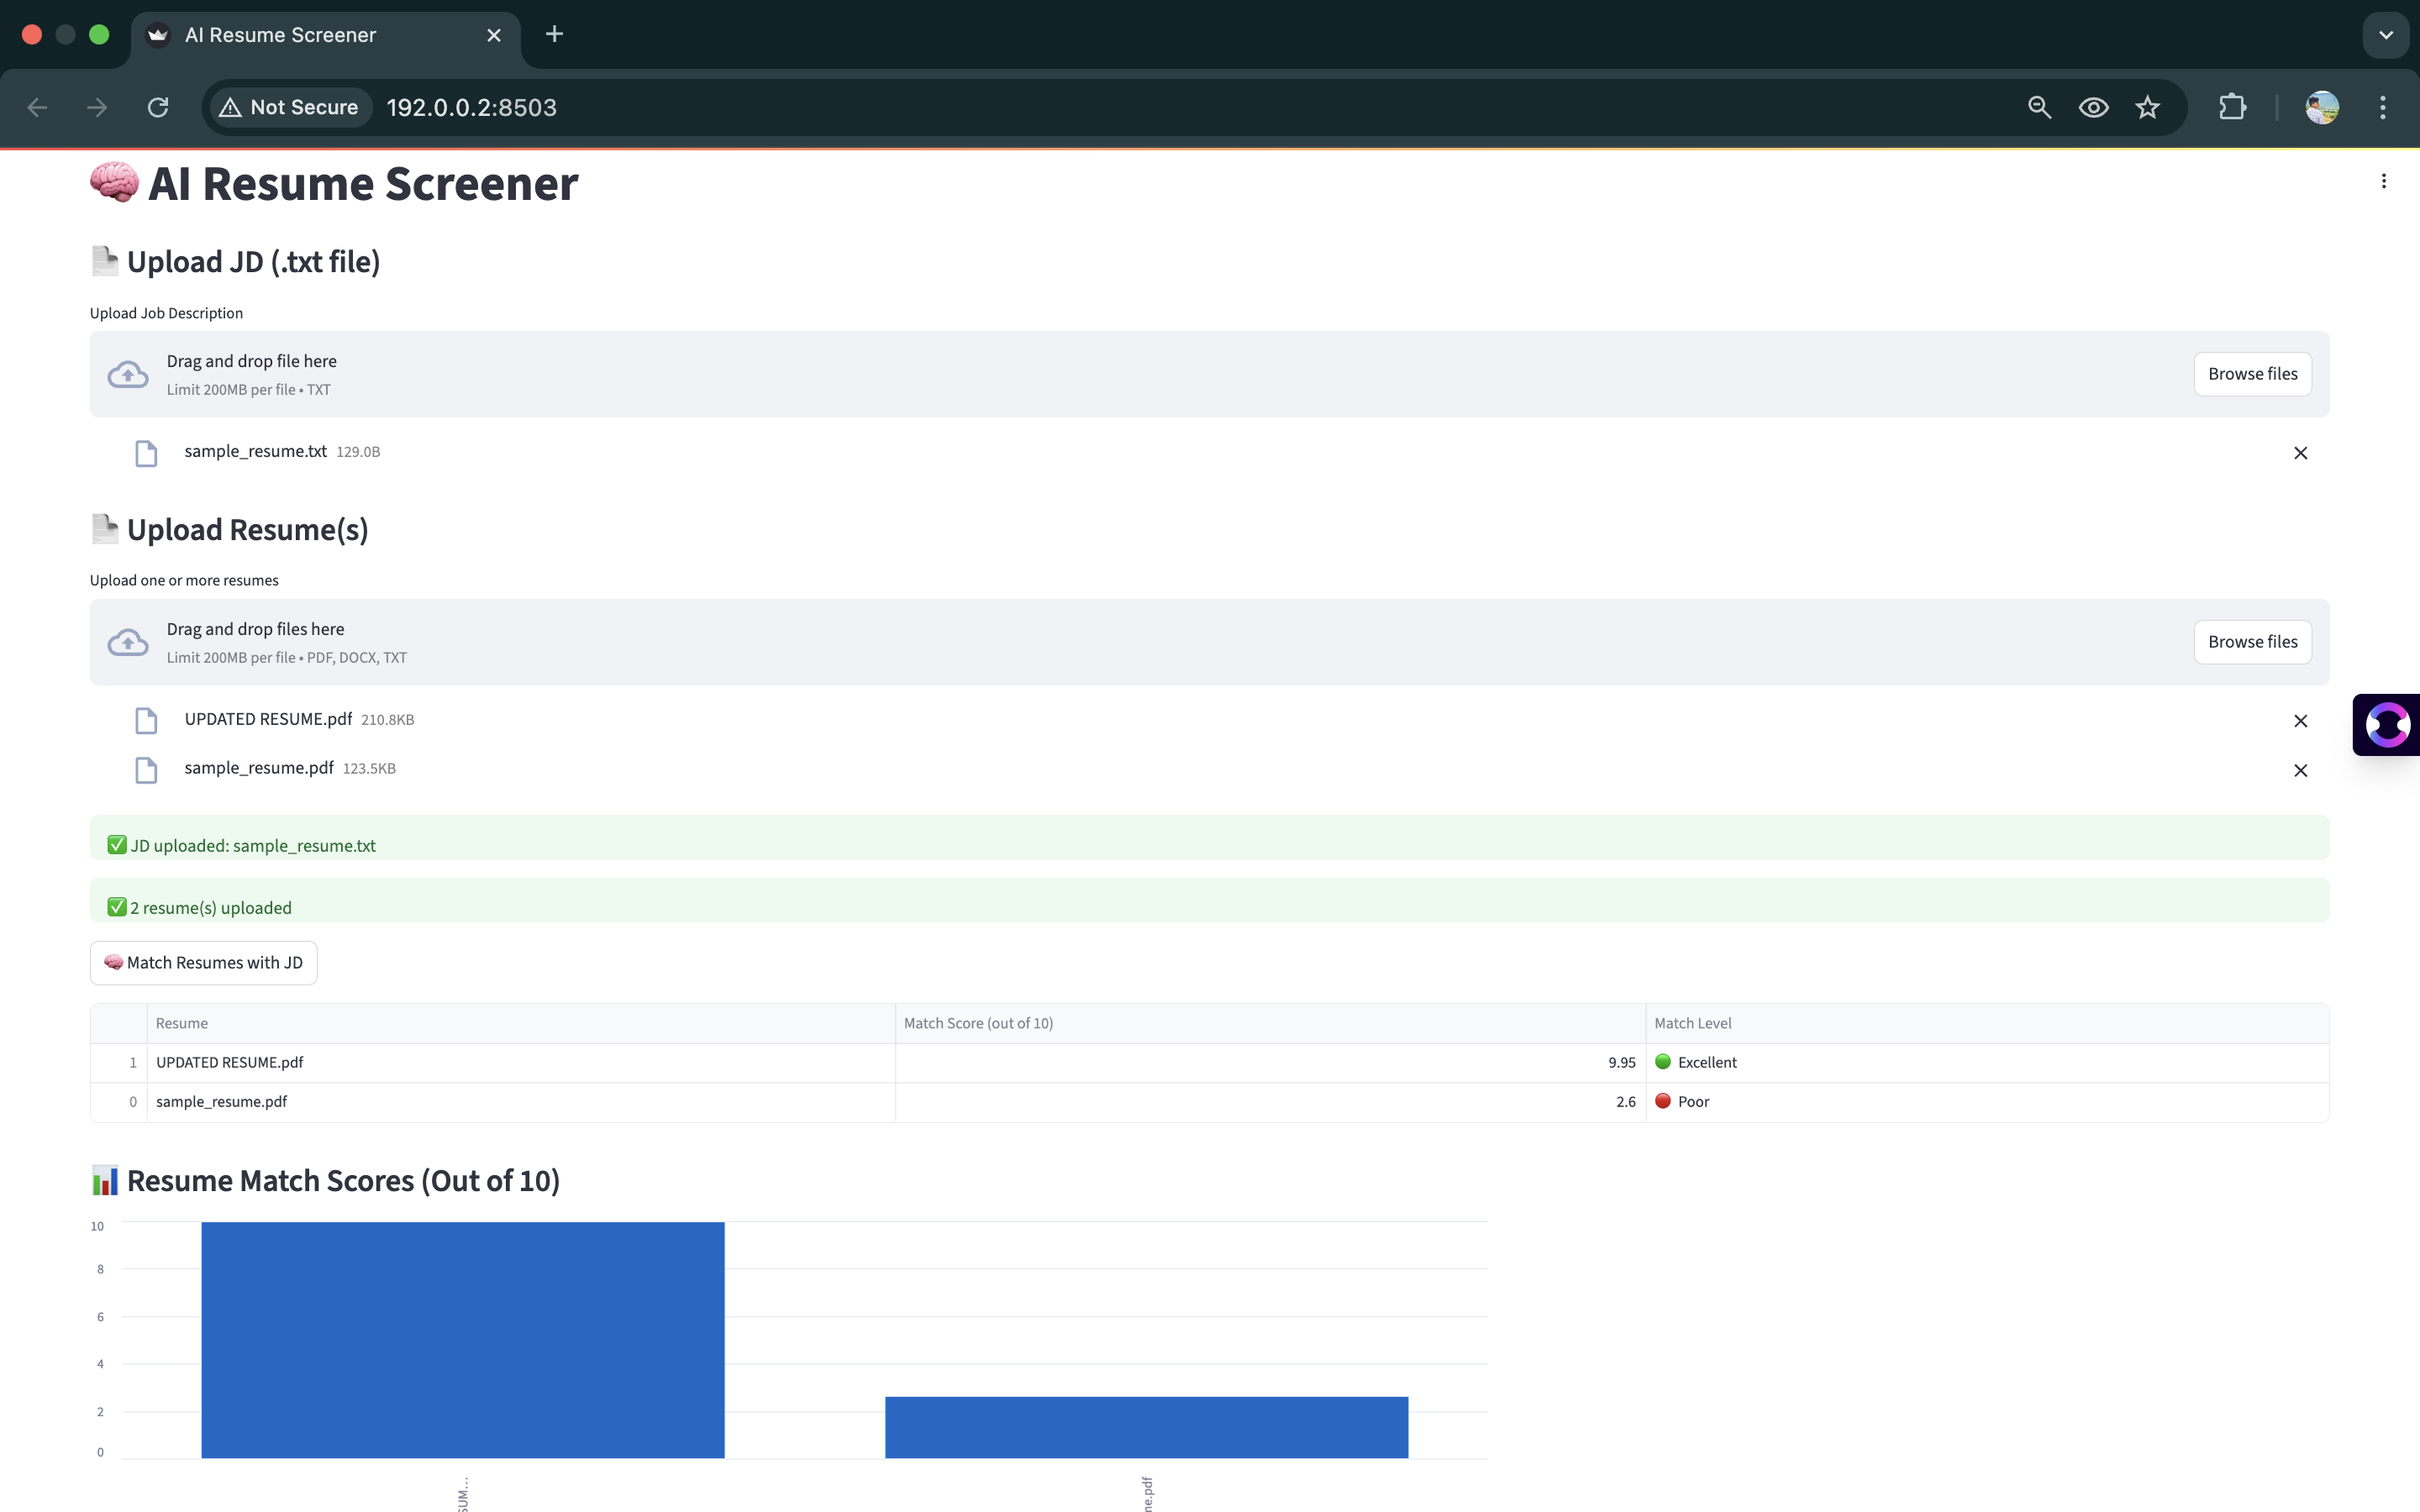 AI Resume Screener
Not Secure 192.0.0.2:8503
AI Resume Screener
Upload JD (.txt file)
Upload Job Description
Drag and drop file here
Limit 200MB per file • TXT
Browse files
sample_resume.txt 129.0B
Upload Resume(s)
Upload one or more resumes
Drag and drop files here
Limit 200MB per file • PDF, DOCX, TXT
Browse files
UPDATED RESUME.pdf 210.8KB
sample_resume.pdf 123.5KB
✅ JD uploaded: sample_resume.txt
✅ 2 resume(s) uploaded
🧠 Match Resumes with JD
Resume Match Score (out of 10) Match Level
1 UPDATED RESUME.pdf 9.95 Excellent
0 sample_resume.pdf 2.6 Poor
Resume Match Scores (Out of 10)
10
8
6
4
2
0